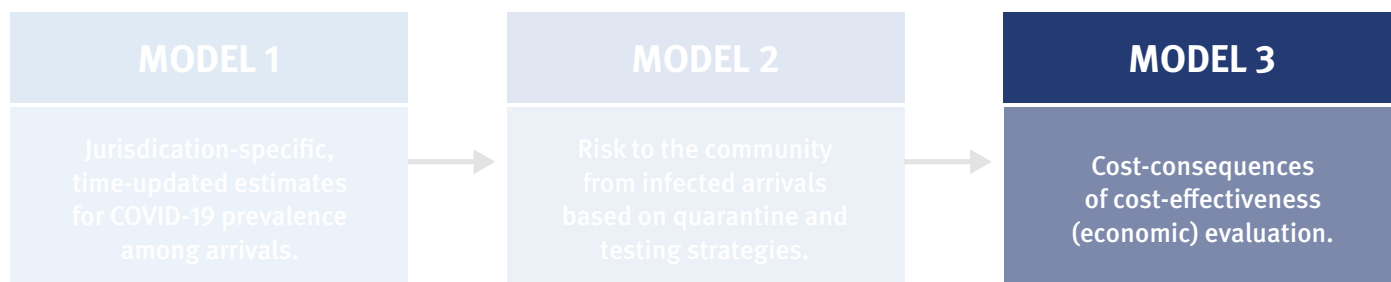 MODEL 1
Jurisdication-specific,
time-updated estimates
for COVID-19 prevalence
among arrivals.
MODEL 2
Risk to the community
from infected arrivals
based on quarantine and
testing strategies.
MODEL 3
Cost-consequences
of cost-effectiveness
(economic) evaluation.